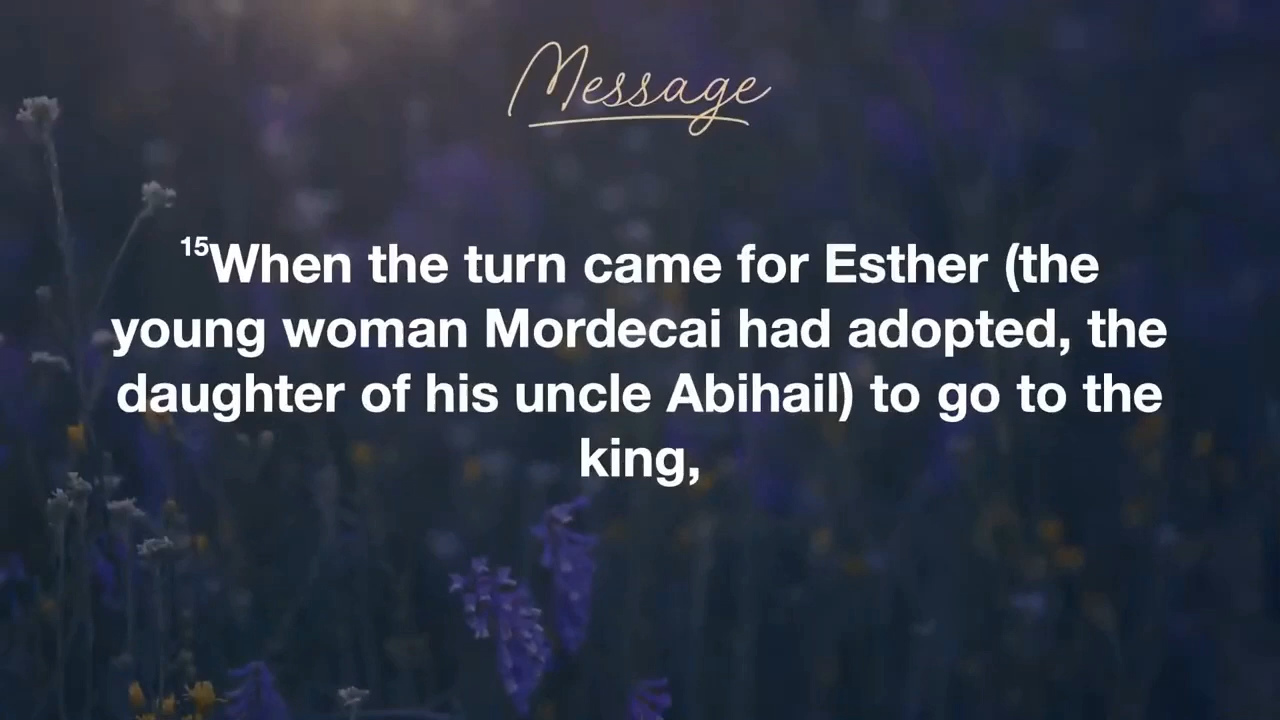 Message
15When the turn came for Esther (the
young woman Mordecai had adopted, the
daughter of his uncle Abihail) to go to the
king,